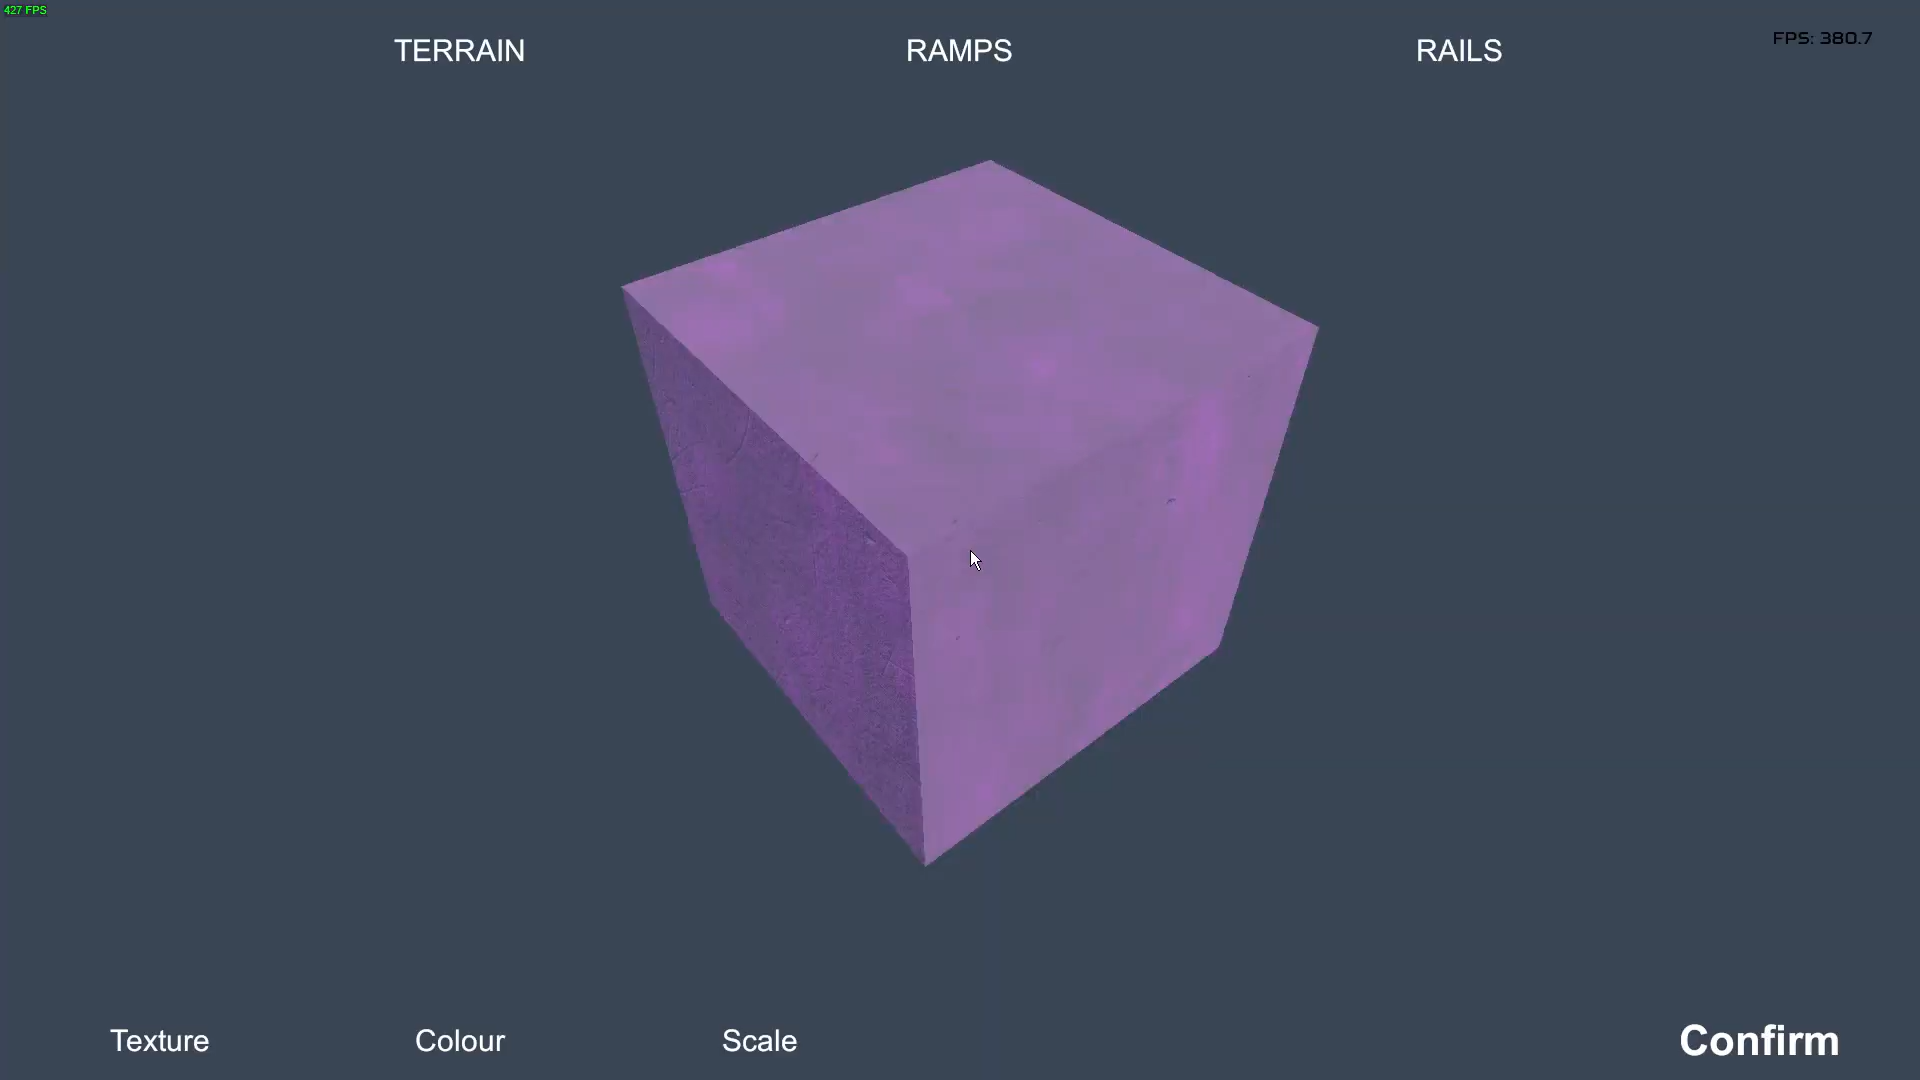 427 FPS
TERRAIN
RAMPS
RAILS
FPS: 380.7
Texture
Colour
Scale
Confirm